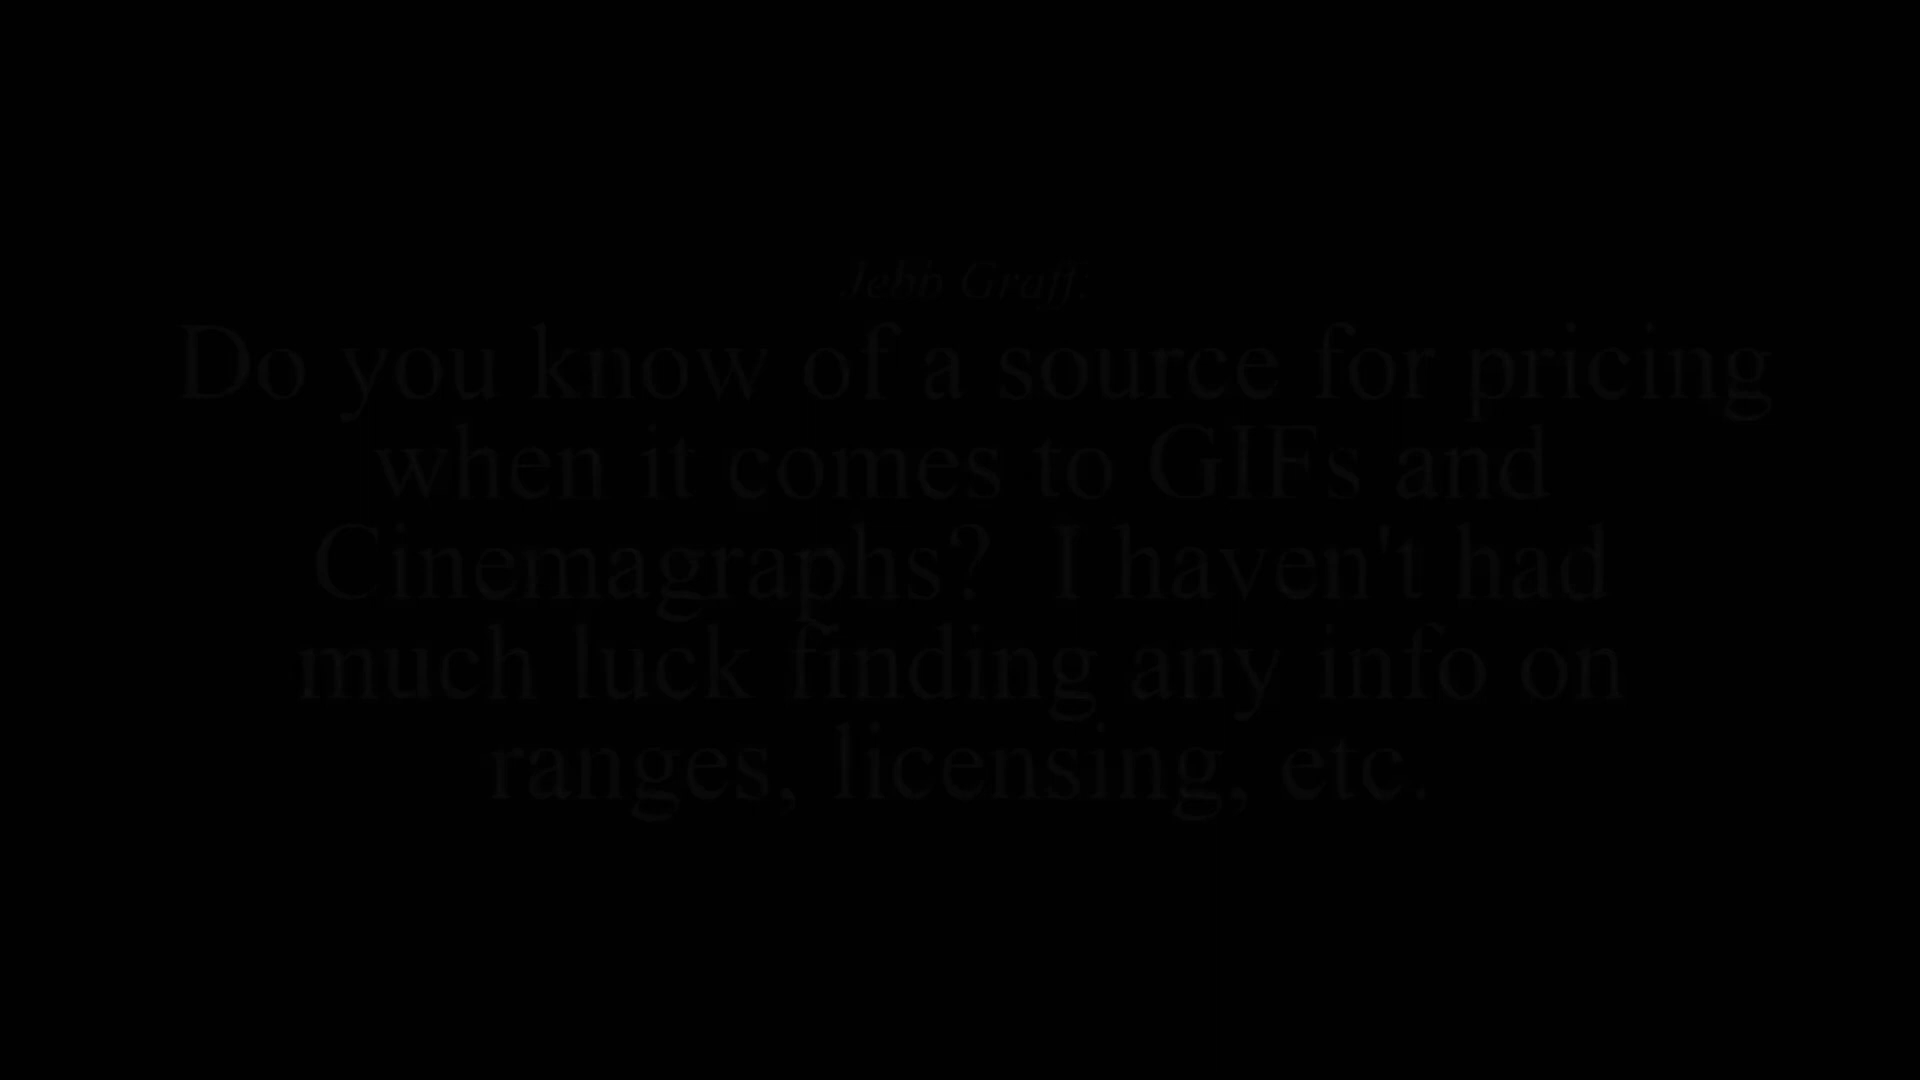 Jebb Graff:
Do you know of a source for pricing
when it comes to GIFs and
Cinemagraphs?  I haven't had
much luck finding any info on
ranges, licensing, etc.